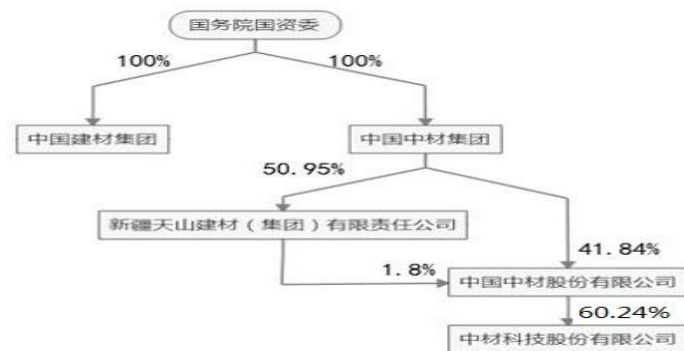 国务院国资委
100%
100%
中国建材集团
中国中材集团
50.95%
新疆天山建材（集团）有限责任公司
41.84%
1.8%
中国中材股份有限公司
60.24%
中材科技股份有限公司